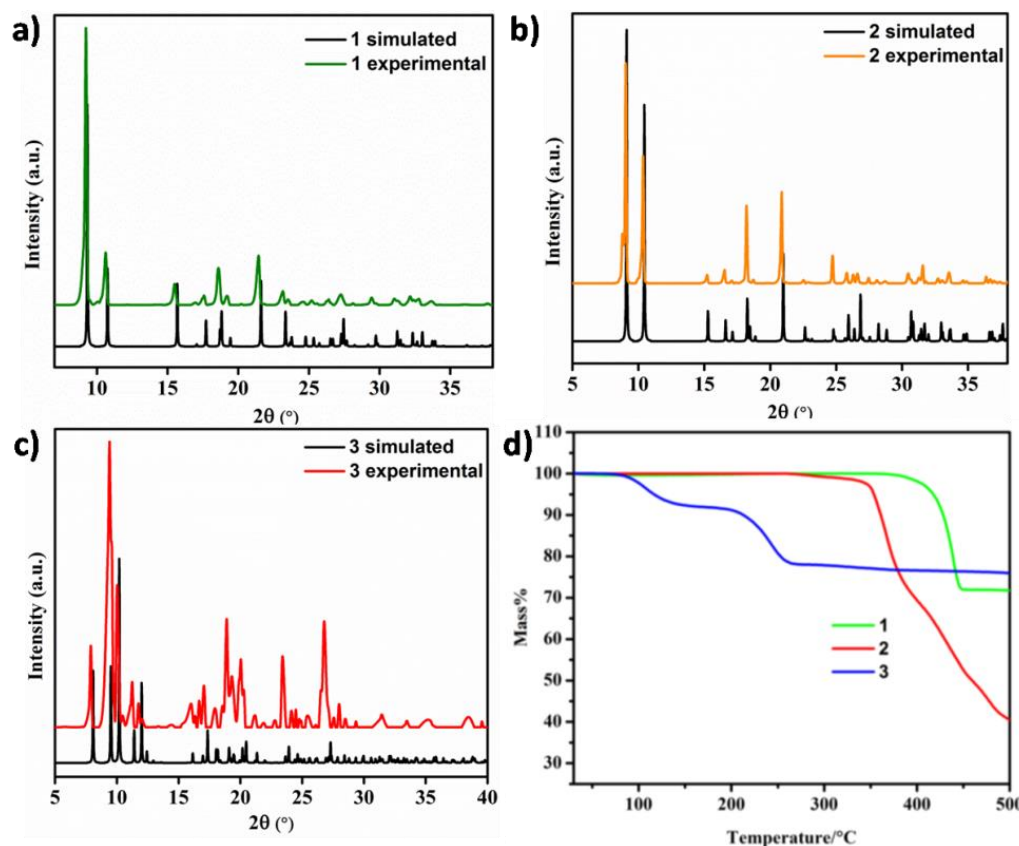 a)
1 simulated
1 experimental
Intensity (a.u.)
10 15 20 25 30 35
2θ (°)
b)
2 simulated
2 experimental
Intensity (a.u.)
5 10 15 20 25 30 35
2θ (°)
c)
3 simulated
3 experimental
Intensity (a.u.)
5 10 15 20 25 30 35 40
2θ (°)
d)
110
100
90
80
70
60
50
40
30
Mass%
1
2
3
100 200 300 400 500
Temperature/°C